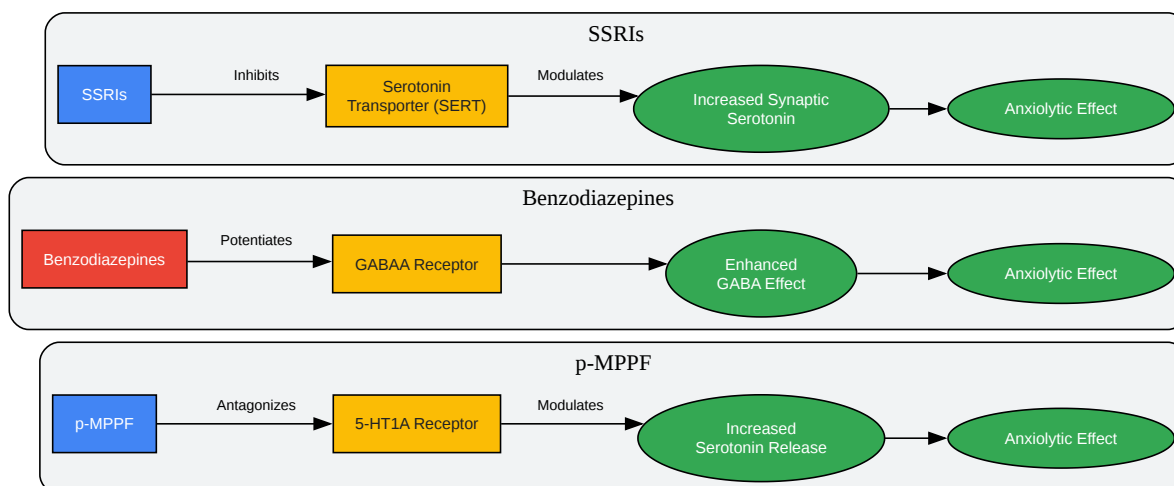 SSRIs
SSRIs
Inhibits
Serotonin
Transporter (SERT)
Modulates
Increased Synaptic
Serotonin
Anxiolytic Effect
Benzodiazepines
Benzodiazepines
Potentiates
GABAA Receptor
Enhanced
GABA Effect
Anxiolytic Effect
p-MPPF
p-MPPF
Antagonizes
5-HT1A Receptor
Modulates
Increased
Serotonin Release
Anxiolytic Effect